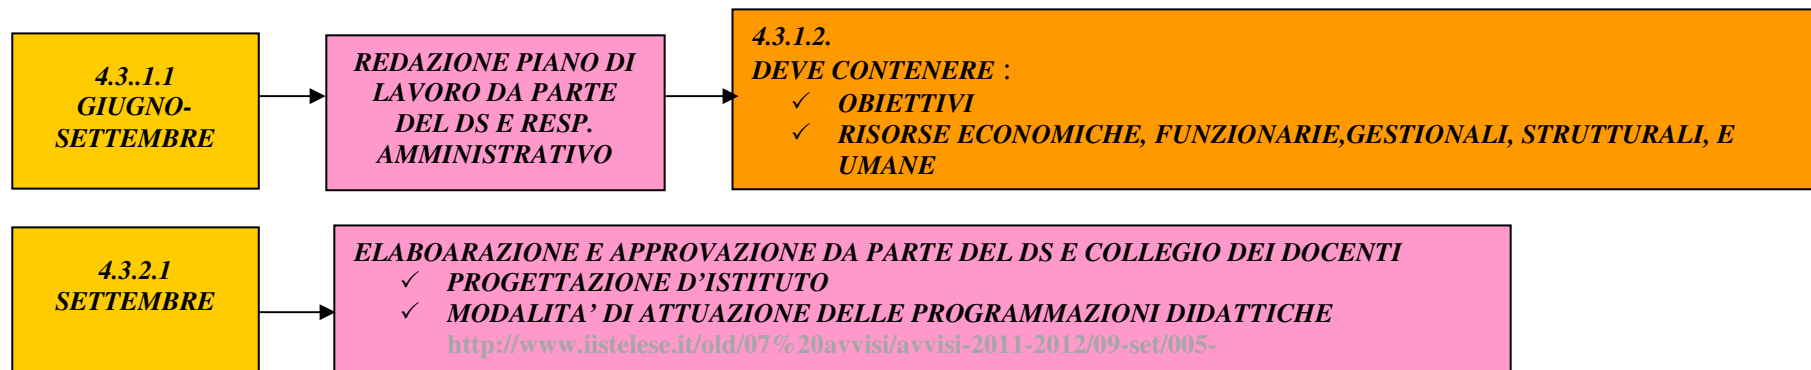 4.3..1.1
GIUGNO-
SETTEMBRE
REDAZIONE PIANO DI
LAVORO DA PARTE
DEL DS E RESP.
AMMINISTRATIVO
4.3.1.2.
DEVE CONTENERE :
✓ OBIETTIVI
✓ RISORSE ECONOMICHE, FUNZIONARIE,GESTIONALI, STRUTTURALI, E
UMANE
4.3.2.1
SETTEMBRE
ELABOARAZIONE E APPROVAZIONE DA PARTE DEL DS E COLLEGIO DEI DOCENTI
✓ PROGETTAZIONE D'ISTITUTO
✓ MODALITA' DI ATTUAZIONE DELLE PROGRAMMAZIONI DIDATTICHE
http://www.iistelese.it/old/07%20avvisi/avvisi-2011-2012/09-set/005-